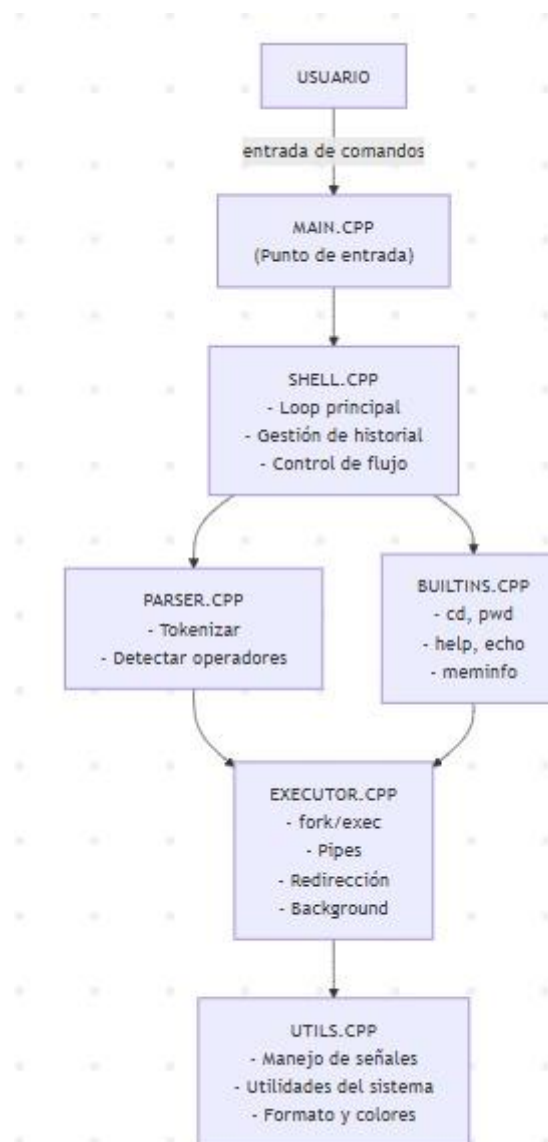 USUARIO
entrada de comandos
MAIN.CPP
(Punto de entrada)
SHELL.CPP
- Loop principal
- Gestión de historial
- Control de flujo
PARSER.CPP
- Tokenizar
- Detectar operadores
BUILTINS.CPP
- cd, pwd
- help, echo
- meminfo
EXECUTOR.CPP
- fork/exec
- Pipes
- Redirección
- Background
UTILS.CPP
- Manejo de señales
- Utilidades del sistema
- Formato y colores